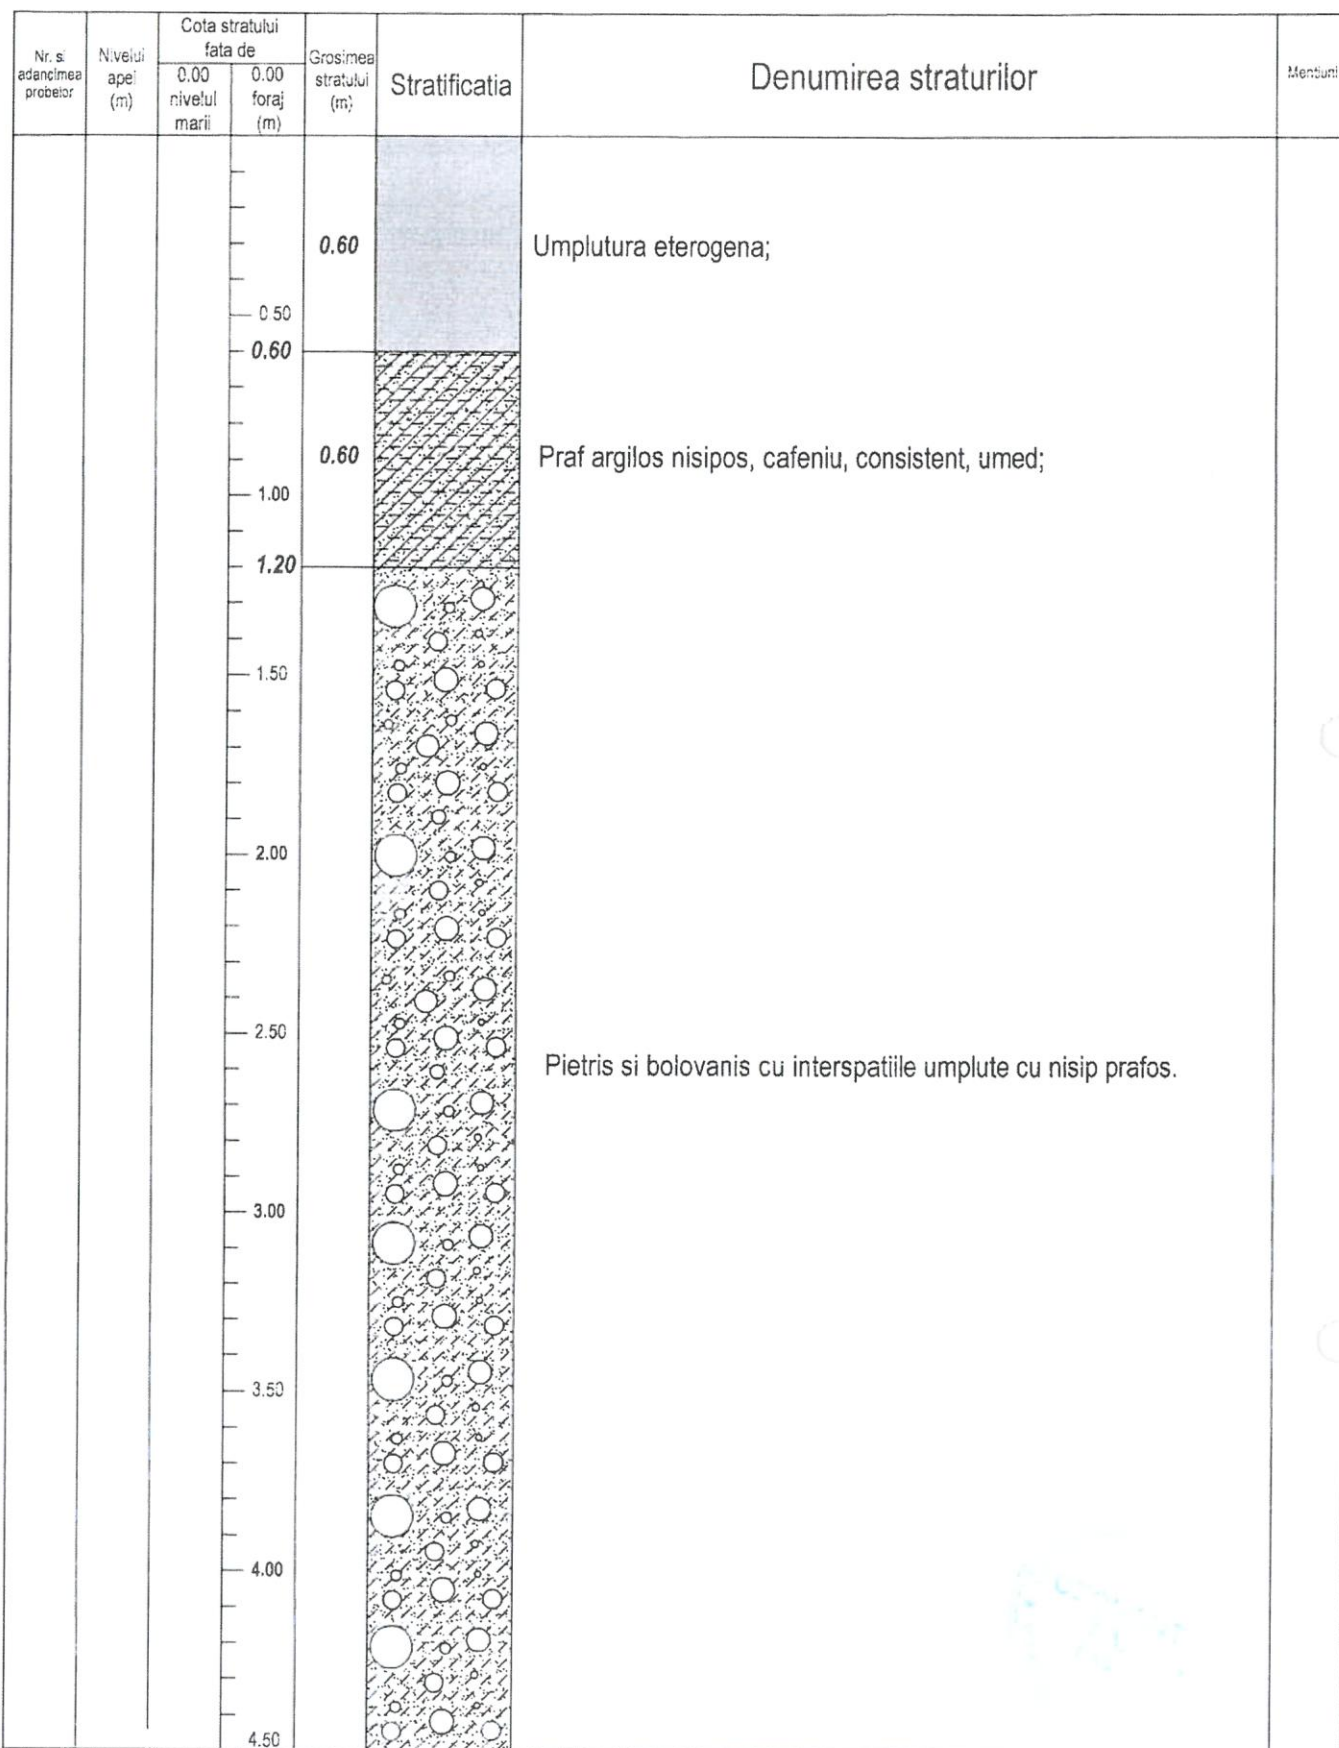 Nr. si
adancimea
probelor
Nivelul
apei
(m)
Cota stratului
fata de
0.00
nivelul
marii
0.00
foraj
(m)
Grosimea
stratului
(m)
Stratificatia
Denumirea straturilor
Mentiuni
0.60
Umplutura eterogena;
0.50
0.60
0.60
Praf argilos nisipos, cafeniu, consistent, umed;
1.00
1.20
1.50
2.00
2.50
Pietris si bolovanis cu interspatiile umplute cu nisip prafos.
3.00
3.50
4.00
4.50